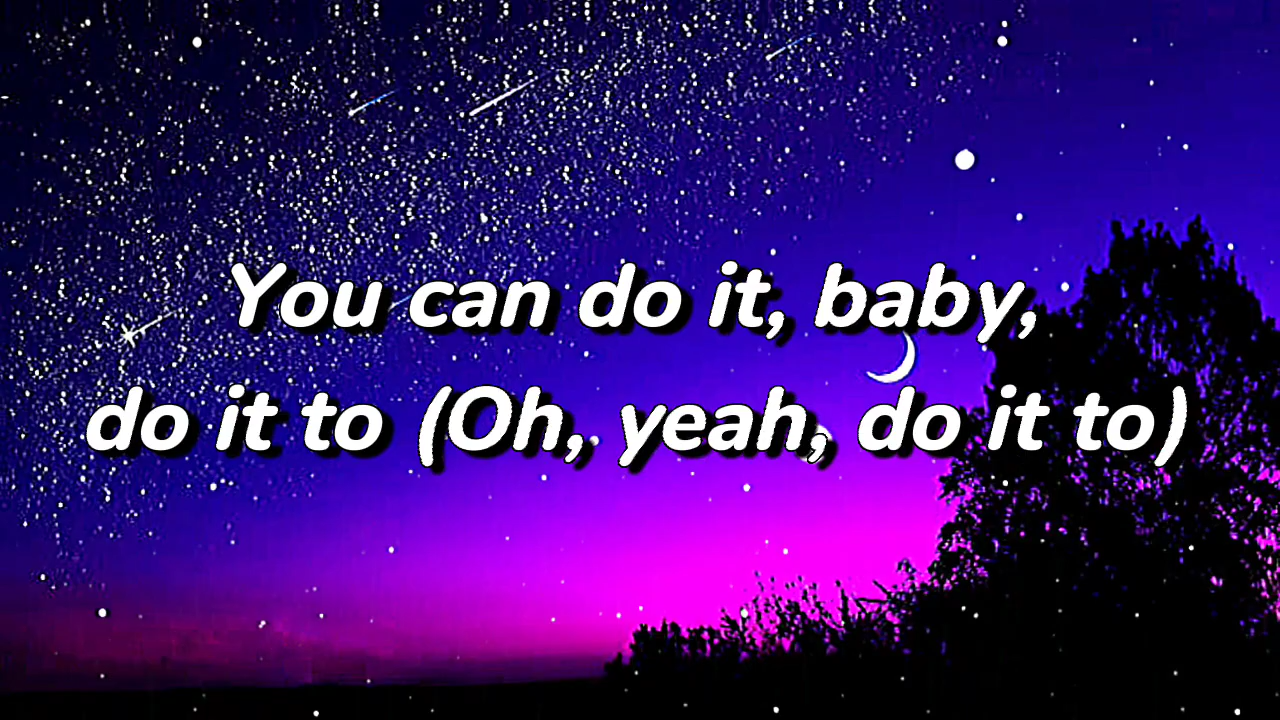 You can do it, baby,
do it to (Oh, yeah, do it to)